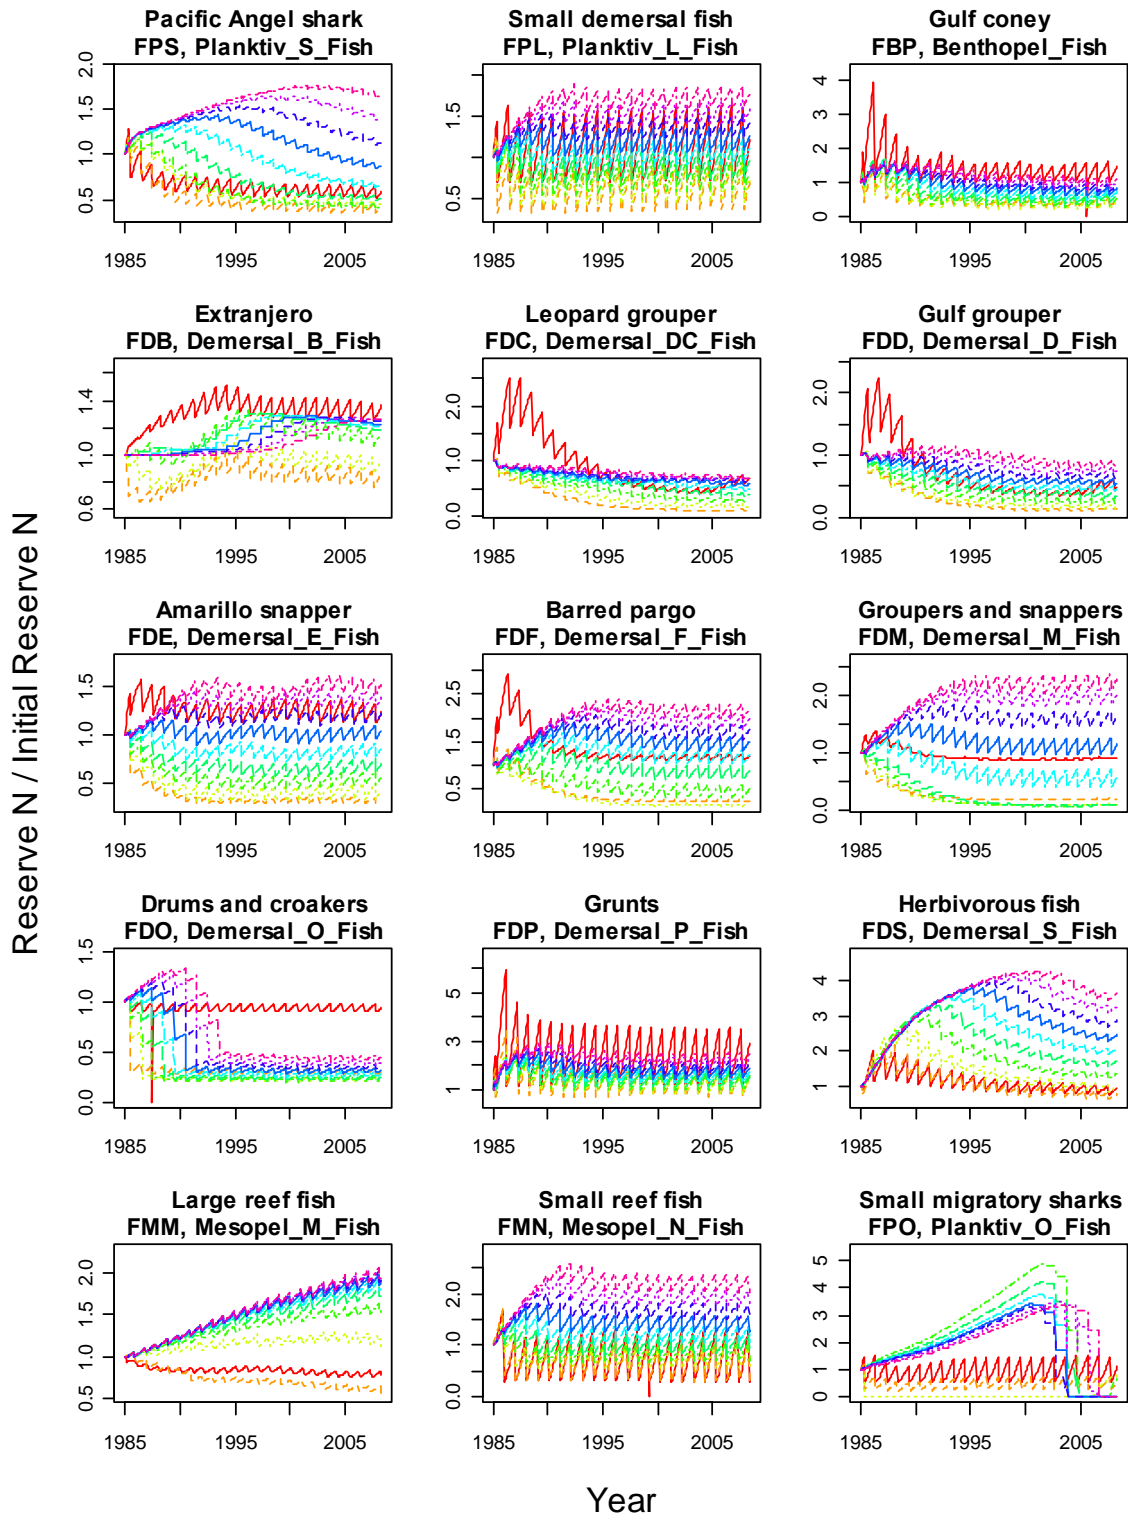 Pacific Angel shark
FPS, Planktiv_S_Fish
Small demersal fish
FPL, Planktiv_L_Fish
Gulf coney
FBP, Benthopel_Fish
2.0
1.5
1.0
0.5
1985 1995 2005
1.5
0.5
1985 1995 2005
4
3
2
1
0
1985 1995 2005
Extranjero
FDB, Demersal_B_Fish
Leopard grouper
FDC, Demersal_DC_Fish
Gulf grouper
FDD, Demersal_D_Fish
1.4
1.0
0.6
1985 1995 2005
2.0
1.0
0.0
1985 1995 2005
2.0
1.0
0.0
1985 1995 2005
Reserve N / Initial Reserve N
Amarillo snapper
FDE, Demersal_E_Fish
Barred pargo
FDF, Demersal_F_Fish
Groupers and snappers
FDM, Demersal_M_Fish
1.5
1.0
0.5
1985 1995 2005
2.5
1.5
0.5
1985 1995 2005
2.0
1.0
0.0
1985 1995 2005
Drums and croakers
FDO, Demersal_O_Fish
Grunts
FDP, Demersal_P_Fish
Herbivorous fish
FDS, Demersal_S_Fish
1.5
1.0
0.5
0.0
1985 1995 2005
5
3
1
1985 1995 2005
4
3
2
1
1985 1995 2005
Large reef fish
FMM, Mesopel_M_Fish
Small reef fish
FMN, Mesopel_N_Fish
Small migratory sharks
FPO, Planktiv_O_Fish
2.0
1.5
1.0
0.5
1985 1995 2005
2.0
1.0
0.0
1985 1995 2005
5
4
3
2
1
0
1985 1995 2005
Year